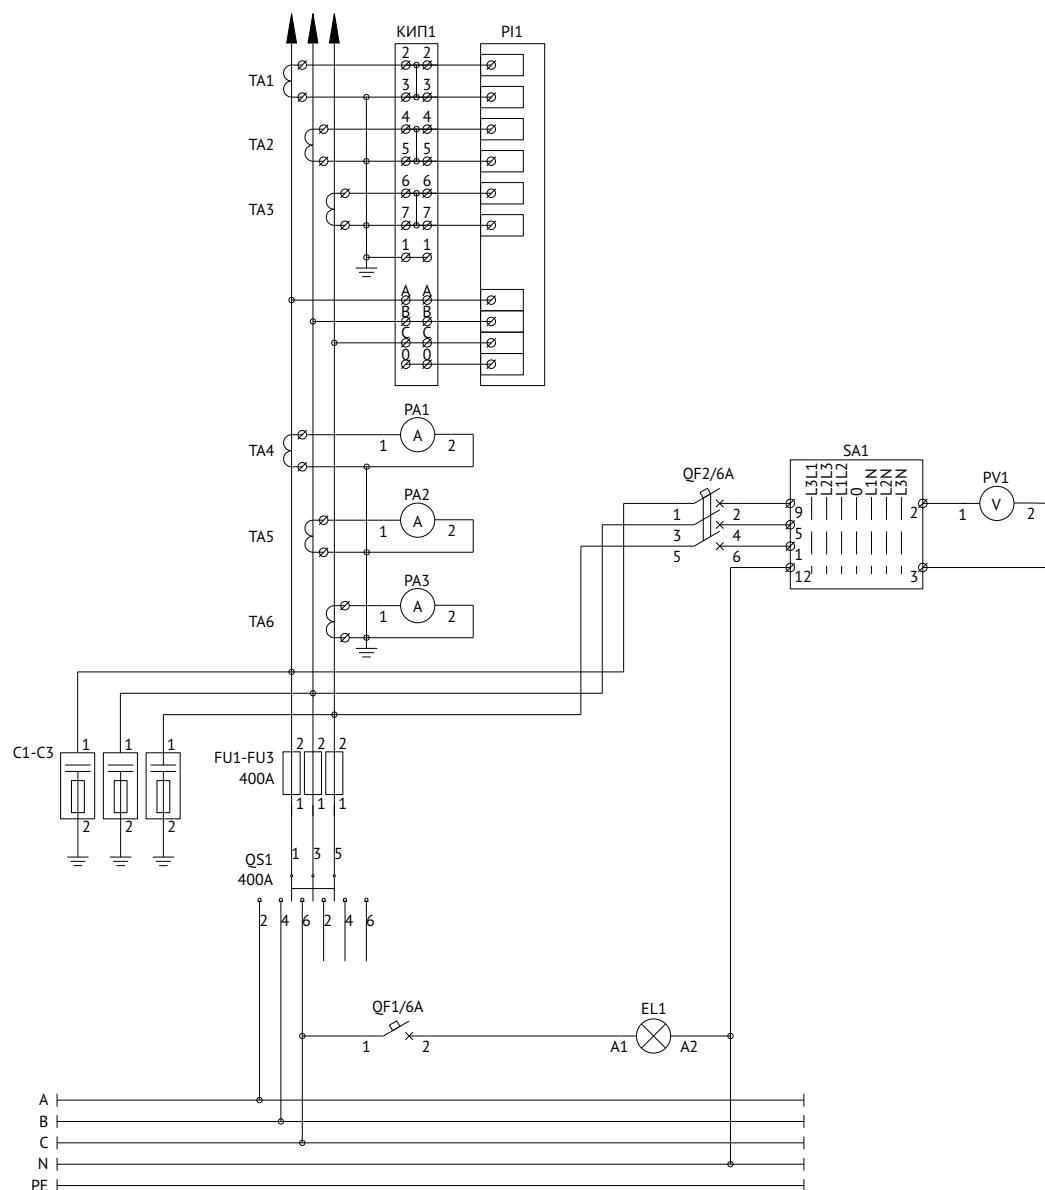 КИП1 PI1
2 2
TA1
3 3
4 4
TA2
5 5
6 6
TA3
7 7
1 1
A A
B B
C C
0 0
PA1
TA4 1 A 2
PA2
TA5 1 A 2
PA3
TA6 1 A 2
QF2/6A
1 2
3 4
5 6
SA1
L3L1 L2L3 L1L2 0 L1N L2N L3N
9 2
5
1
12 3
PV1
1 V 2
C1-C3 1 1 1
2 2 2
FU1-FU3 2 2 2
400A
1 1 1
QS1 1 3 5
400A
2 4 6 2 4 6
QF1/6A EL1
1 2 A1 A2
A
B
C
N
PE